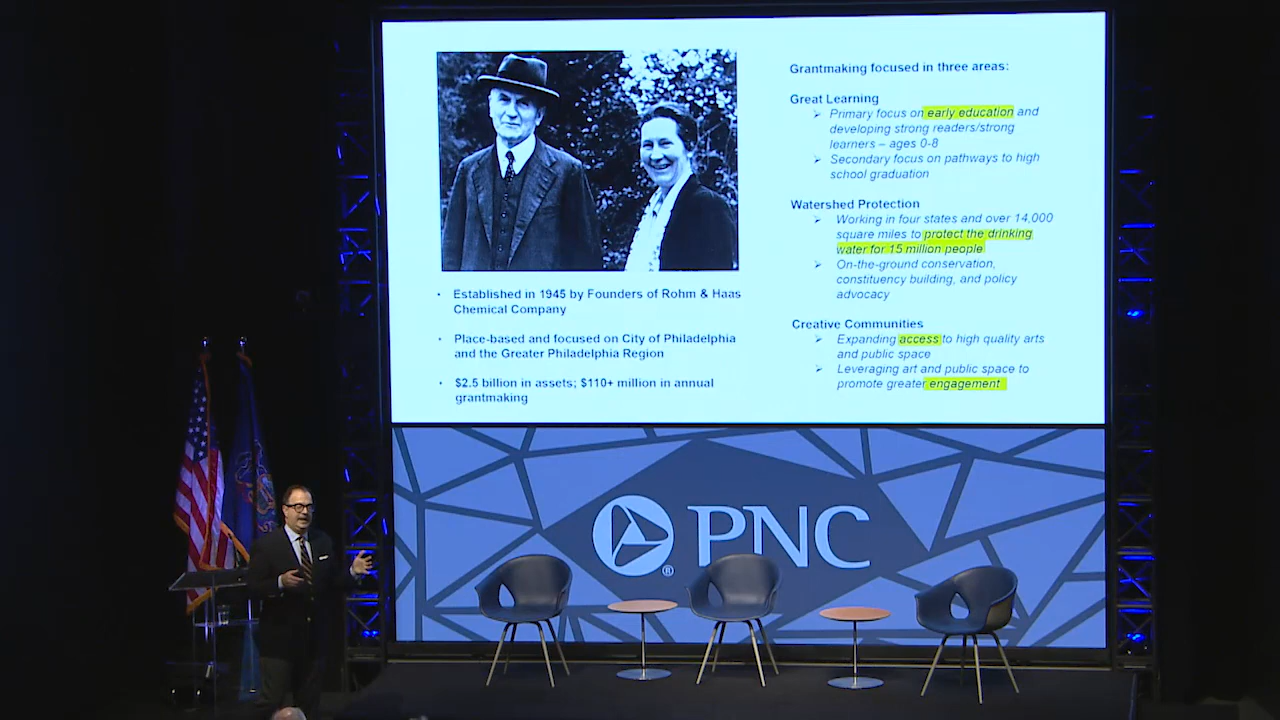 Established in 1945 by Founders of Rohm & Haas
Chemical Company
Place-based and focused on City of Philadelphia
and the Greater Philadelphia Region
$2.5 billion in assets; $110+ million in annual
grantmaking
Grantmaking focused in three areas:
Great Learning
Primary focus on early education and
developing strong readers/strong
learners – ages 0-8
Secondary focus on pathways to high
school graduation
Watershed Protection
Working in four states and over 14,000
square miles to protect the drinking
water for 15 million people
On-the-ground conservation,
constituency building, and policy
advocacy
Creative Communities
Expanding access to high quality arts
and public space
Leveraging art and public space to
promote greater engagement
PNC
®